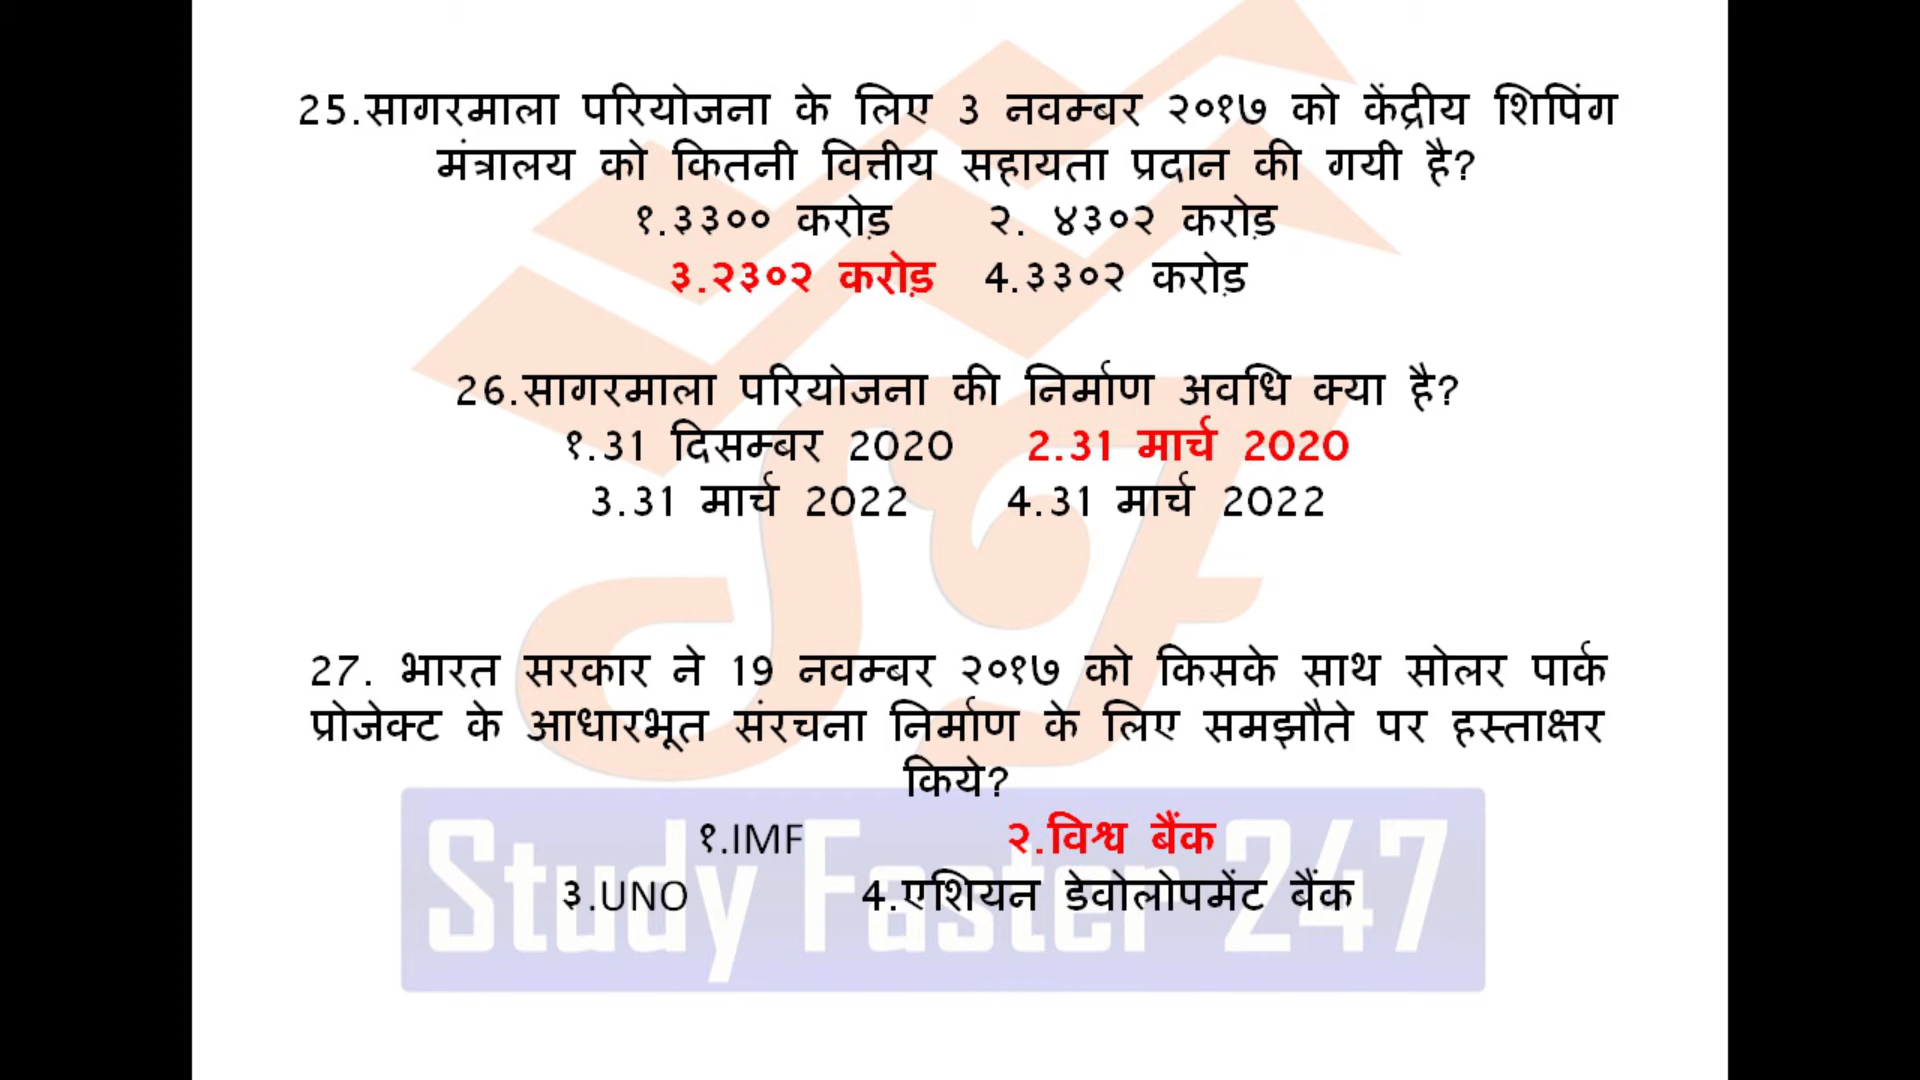 25.सागरमाला परियोजना के लिए 3 नवम्बर २०१७ को केंद्रीय शिपिंग
मंत्रालय को कितनी वित्तीय सहायता प्रदान की गयी है?
१.३३०० करोड़ २. ४३०२ करोड़
३.२३०२ करोड़ 4.३३०२ करोड़
26.सागरमाला परियोजना की निर्माण अवधि क्या है?
१.31 दिसम्बर 2020 2.31 मार्च 2020
3.31 मार्च 2022 4.31 मार्च 2022
27. भारत सरकार ने 19 नवम्बर २०१७ को किसके साथ सोलर पार्क
प्रोजेक्ट के आधारभूत संरचना निर्माण के लिए समझौते पर हस्ताक्षर
किये?
१.IMF २.विश्व बैंक
३.UNO 4.एशियन डेवोलोपमेंट बैंक
Study Faster 247